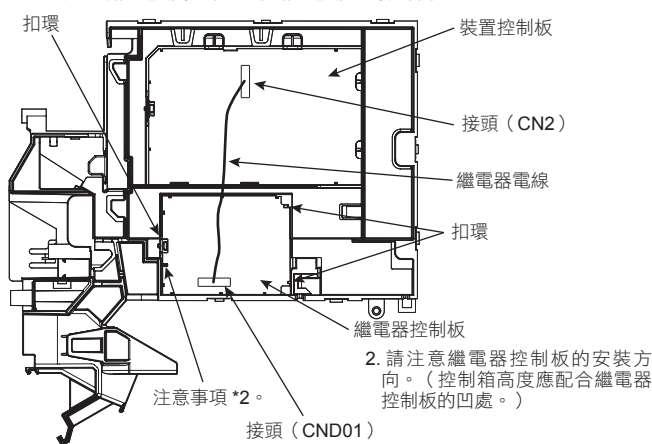 扣環
裝置控制板
接頭（CN2）
繼電器電線
扣環
繼電器控制板
2. 請注意繼電器控制板的安裝方
向。（控制箱高度應配合繼電器
控制板的凹處。）
注意事項 *2。
接頭（CND01）